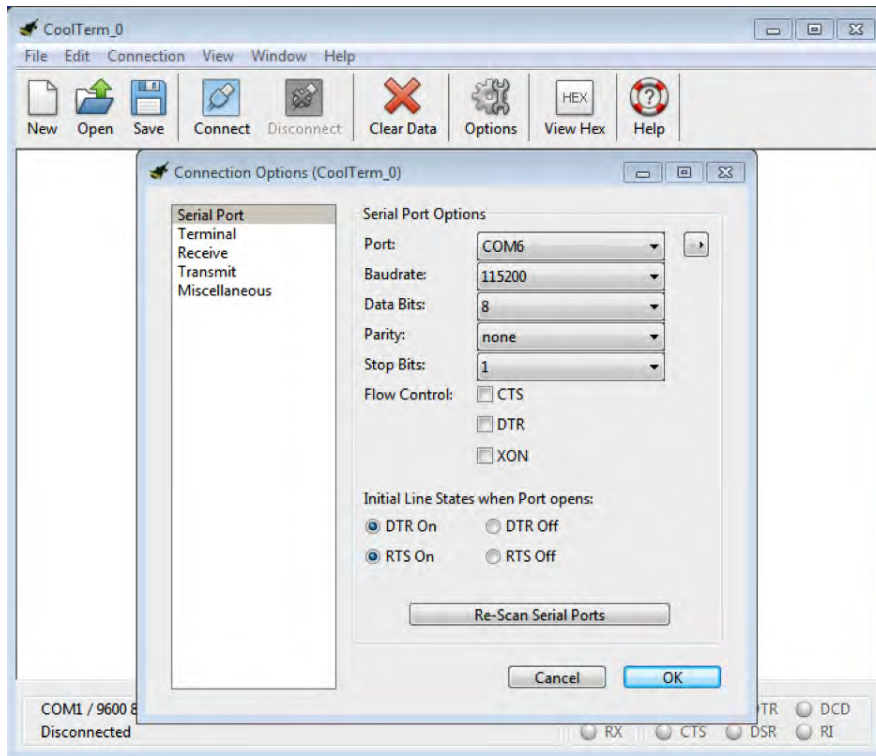 CoolTerm_0
File Edit Connection View Window Help
New Open Save Connect Disconnect Clear Data Options HEX View Hex Help
Connection Options (CoolTerm_0)
Serial Port
Terminal
Receive
Transmit
Miscellaneous
Serial Port Options
Port: COM6
Baudrate: 115200
Data Bits: 8
Parity: none
Stop Bits: 1
Flow Control: CTS
DTR
XON
Initial Line States when Port opens:
DTR On DTR Off
RTS On RTS Off
Re-Scan Serial Ports
Cancel OK
COM1 / 9600 8 TR DCD
Disconnected RX CTS DSR RI